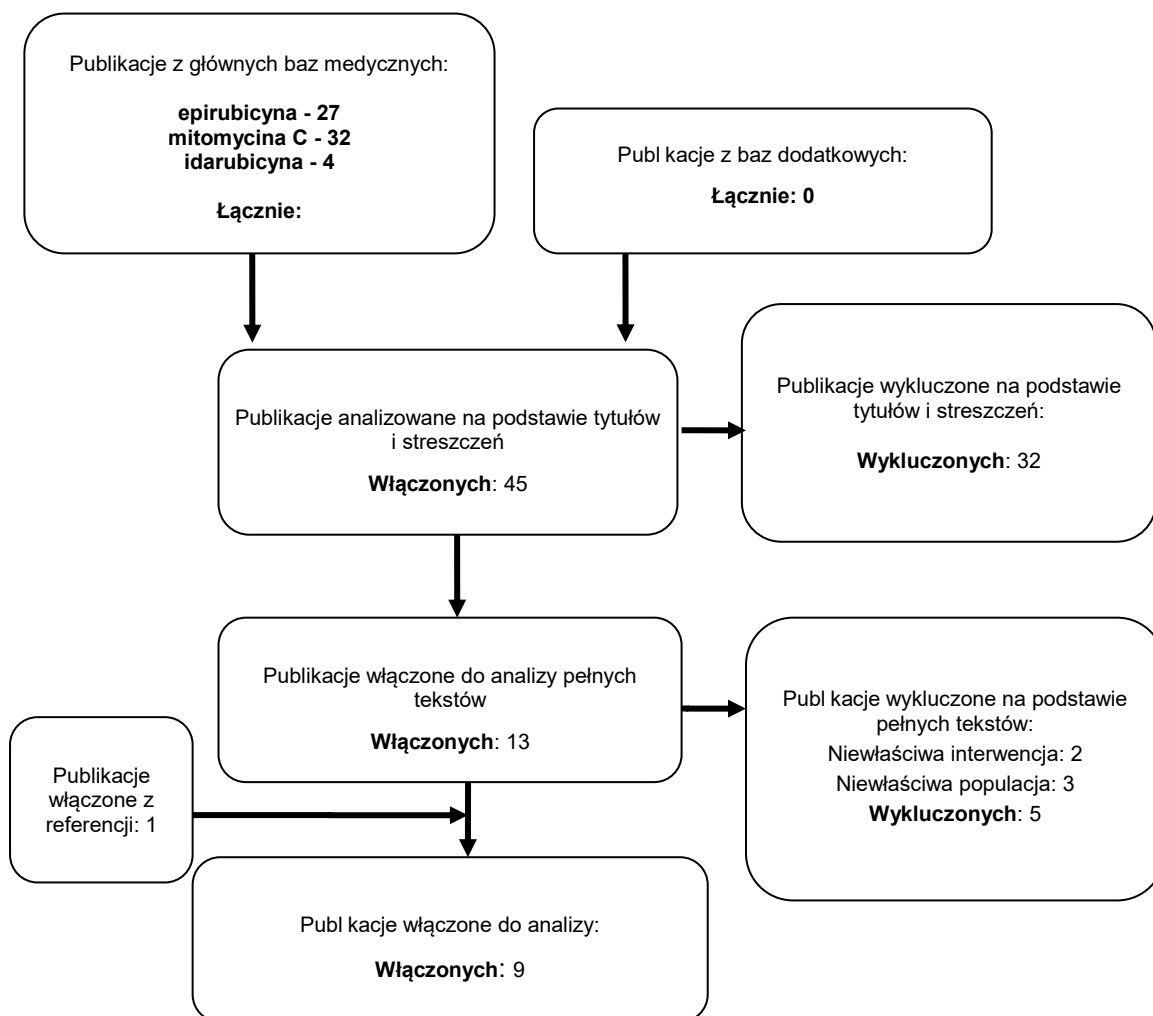 Publikacje z głównych baz medycznych:
epirubicyna - 27
mitomycina C - 32
idarubicyna - 4
Łącznie:
Publ kacje z baz dodatkowych:
Łącznie: 0
Publikacje analizowane na podstawie tytułów
i streszczeń
Włączonych: 45
Publikacje wykluczone na podstawie
tytułów i streszczeń:
Wykluczonych: 32
Publikacje włączone do analizy pełnych
tekstów
Włączonych: 13
Publ kacje wykluczone na podstawie
pełnych tekstów:
Niewłaściwa interwencja: 2
Niewłaściwa populacja: 3
Wykluczonych: 5
Publikacje
włączone z
referencji: 1
Publ kacje włączone do analizy:
Włączonych: 9